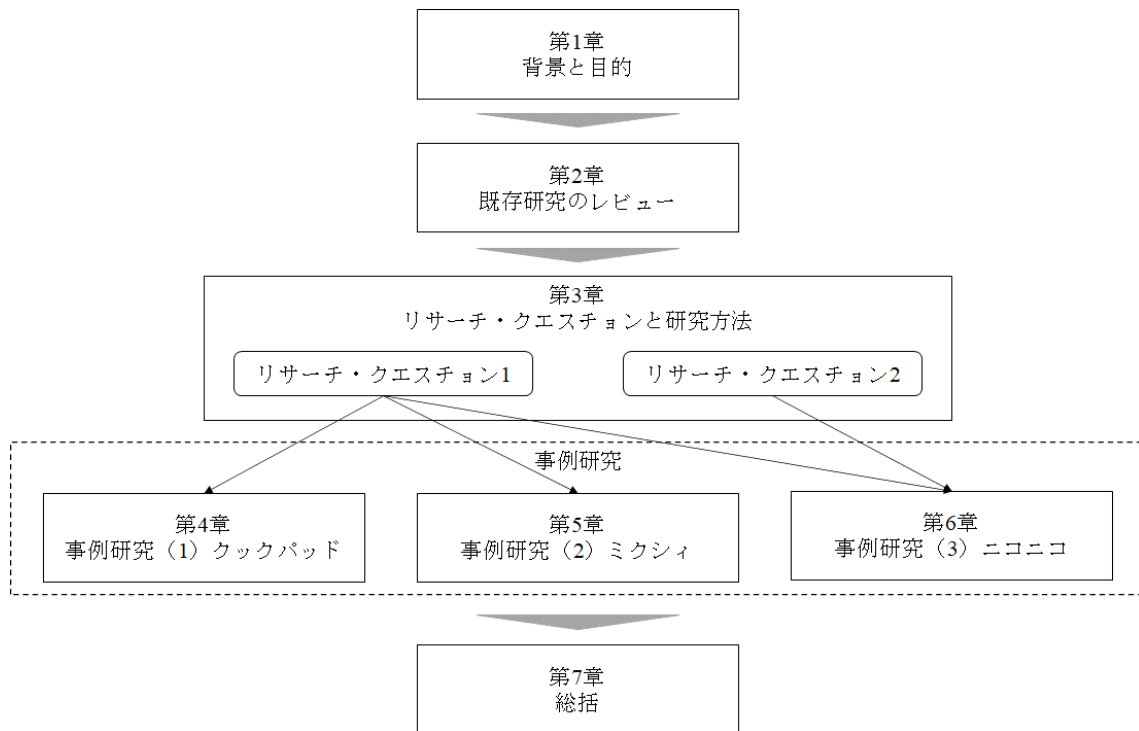 第1章
背景と目的
第2章
既存研究のレビュー
第3章
リサーチ・クエスチョンと研究方法
リサーチ・クエスチョン1
リサーチ・クエスチョン2
事例研究
第4章
事例研究（1）クックパッド
第5章
事例研究（2）ミクシィ
第6章
事例研究（3）ニコニコ
第7章
総括